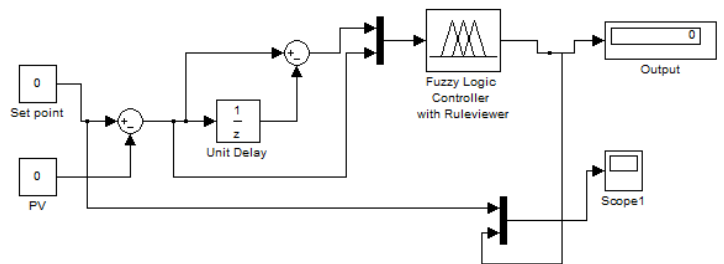 0
Set point
0
PV
1
z
Unit Delay
Fuzzy Logic
Controller
with Ruleviewer
0
Output
Scope1